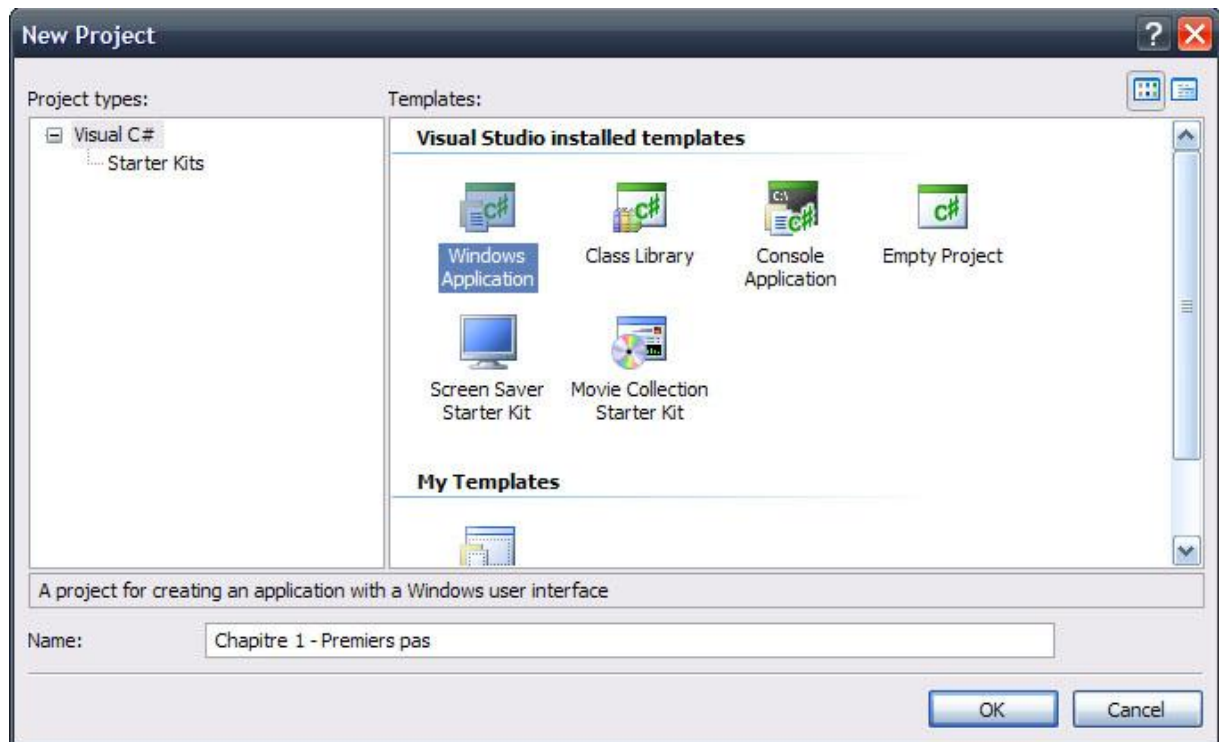 New Project
Project types:
Templates:
Visual C#
Starter Kits
Visual Studio installed templates
Windows
Application
Class Library
Console
Application
Empty Project
Screen Saver
Starter Kit
Movie Collection
Starter Kit
My Templates
A project for creating an application with a Windows user interface
Name:
Chapitre 1 - Premiers pas
OK
Cancel